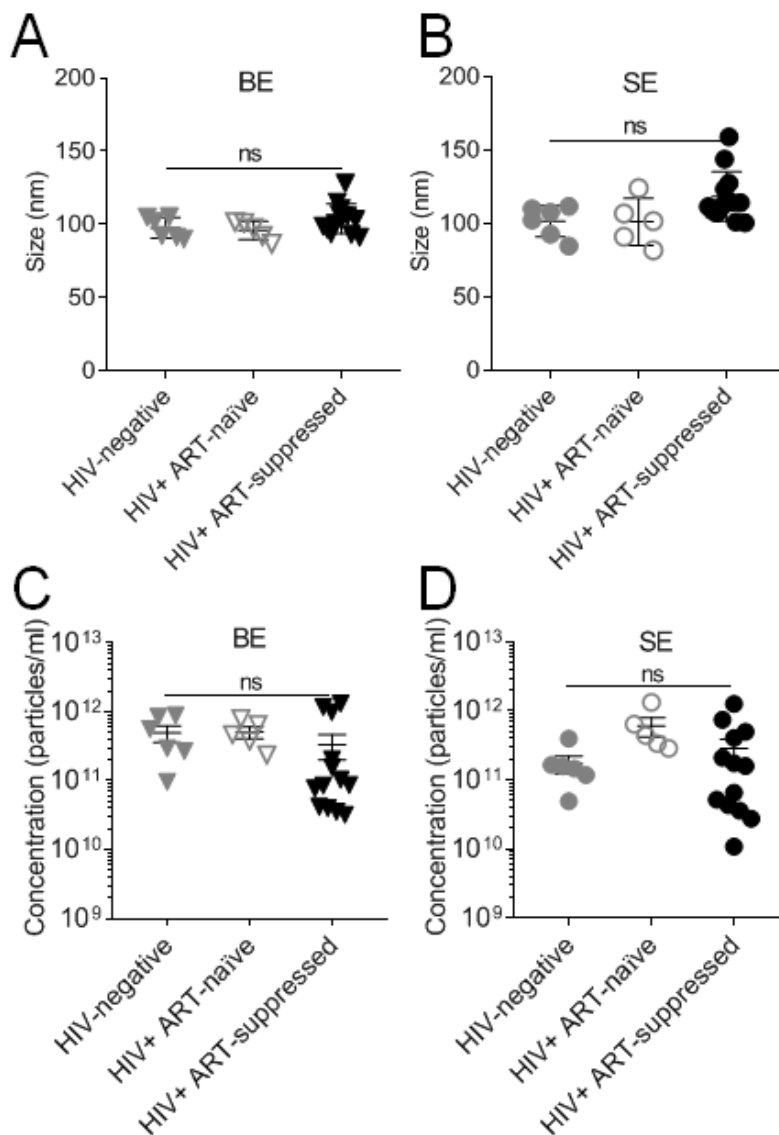 A
BE
200
150
100
50
0
Size (nm)
ns
HIV-negative
HIV+ ART-naïve
HIV+ ART-suppressed
B
SE
200
150
100
50
0
Size (nm)
ns
HIV-negative
HIV+ ART-naïve
HIV+ ART-suppressed
C
BE
10¹³
10¹²
10¹¹
10¹⁰
10⁹
Concentration (particles/ml)
ns
HIV-negative
HIV+ ART-naïve
HIV+ ART-suppressed
D
SE
10¹³
10¹²
10¹¹
10¹⁰
10⁹
Concentration (particles/ml)
ns
HIV-negative
HIV+ ART-naïve
HIV+ ART-suppressed